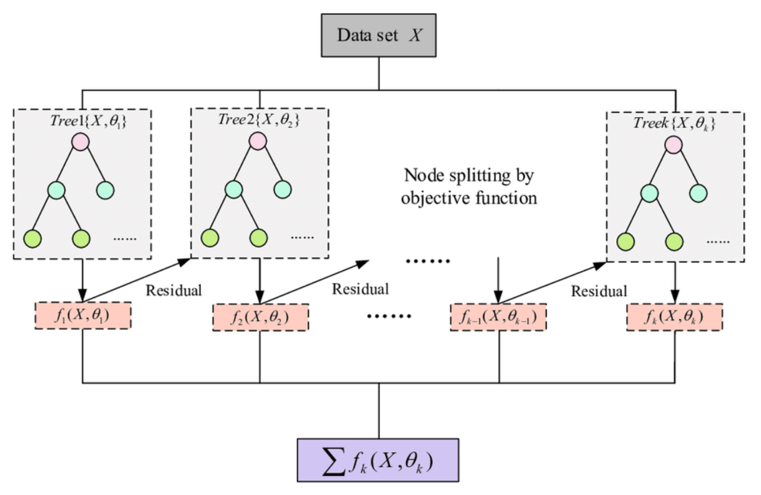 Data set X
Tree1{X,θ₁}
Tree2{X,θ₂}
Treek{X,θₖ}
Node splitting by
objective function
......
......
......
......
Residual
Residual
Residual
f₁(X,θ₁)
f₂(X,θ₂)
......
fₖ₋₁(X,θₖ₋₁)
fₖ(X,θₖ)
∑fₖ(X,θₖ)